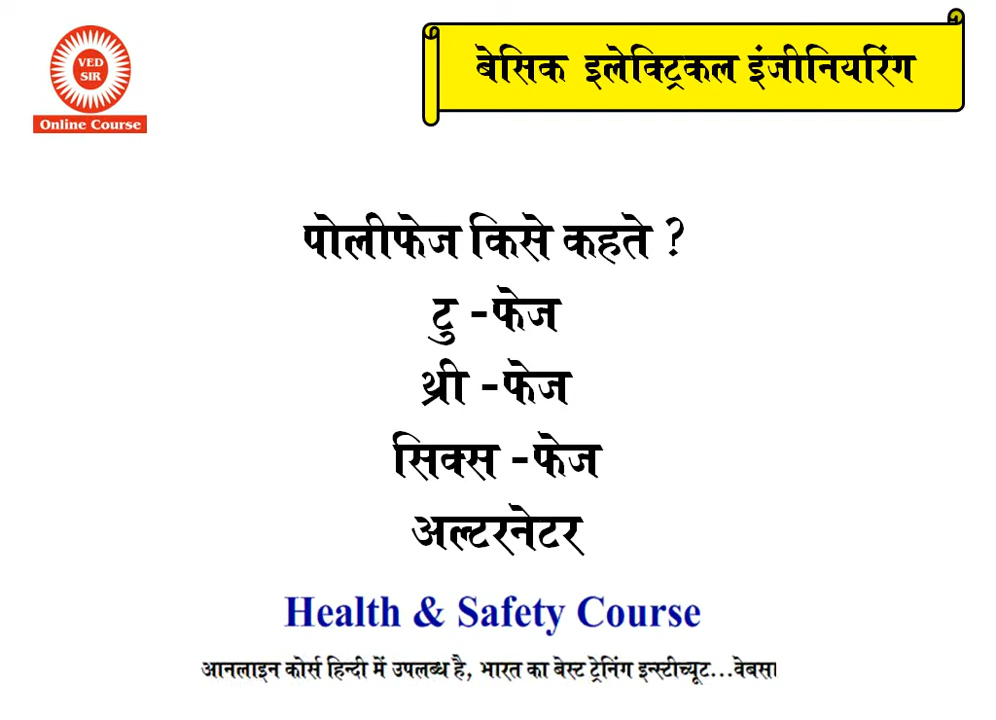 VED
SIR
Online Course
बेसिक इलेक्ट्रिकल इंजीनियरिंग
पोलीफेज किसे कहते ?
टु -फेज
थ्री -फेज
सिक्स -फेज
अल्टरनेटर
Health & Safety Course
आनलाइन कोर्स हिन्दी में उपलब्ध है, भारत का बेस्ट ट्रेनिंग इन्स्टीच्यूट...वेबसा